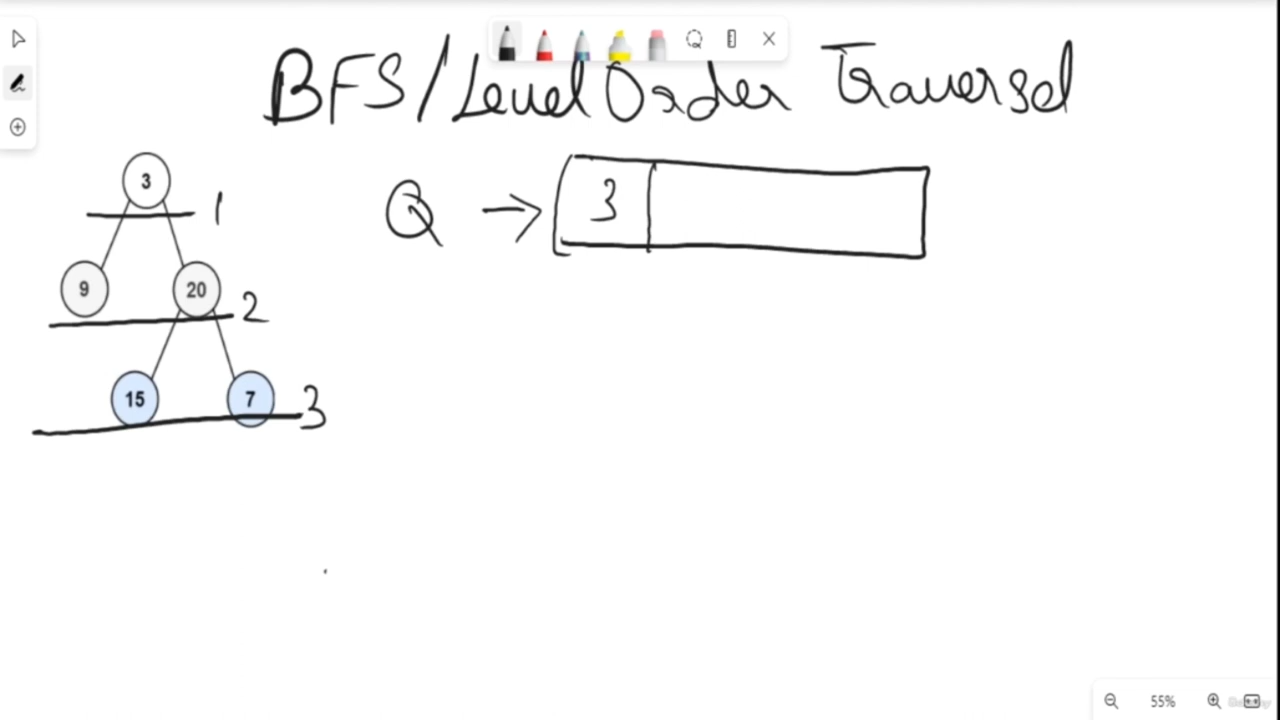 BFS/Level Order Traversal
3
1
Q → 3
9 20 2
15 7 3
55%